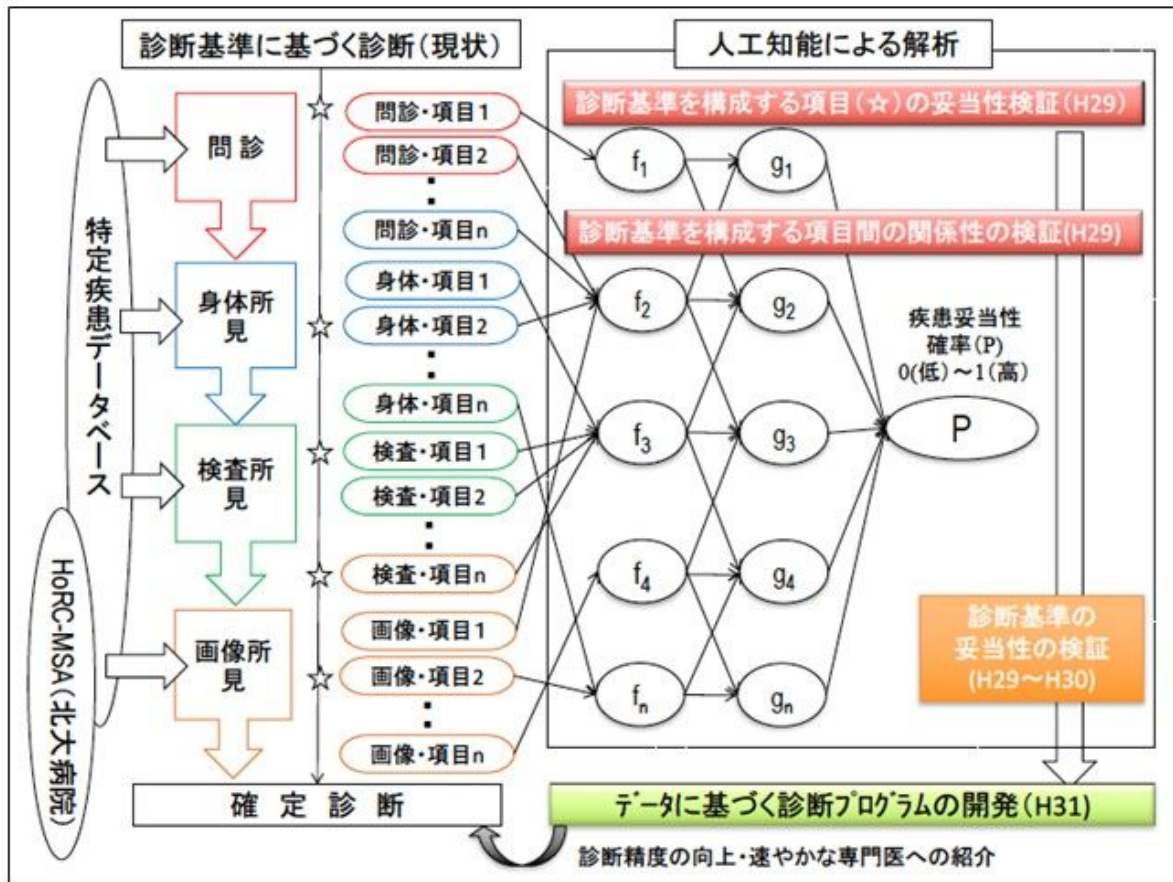 診断基準に基づく診断(現状)
人工知能による解析
特定疾患データベース
HoRC-MSA(北大病院)
問診
身体所
見
検査所
見
画像所
見
☆
☆
☆
☆
☆
問診・項目1
問診・項目2
問診・項目n
身体・項目1
身体・項目2
身体・項目n
検査・項目1
検査・項目2
検査・項目n
画像・項目1
画像・項目2
画像・項目n
診断基準を構成する項目(☆)の妥当性検証(H29)
f1
g1
診断基準を構成する項目間の関係性の検証(H29)
f2
g2
f3
g3
f4
g4
fn
gn
疾患妥当性
確率(P)
0(低)～1(高)
P
診断基準の
妥当性の検証
(H29～H30)
確定診断
データに基づく診断プログラムの開発(H31)
診断精度の向上・速やかな専門医への紹介